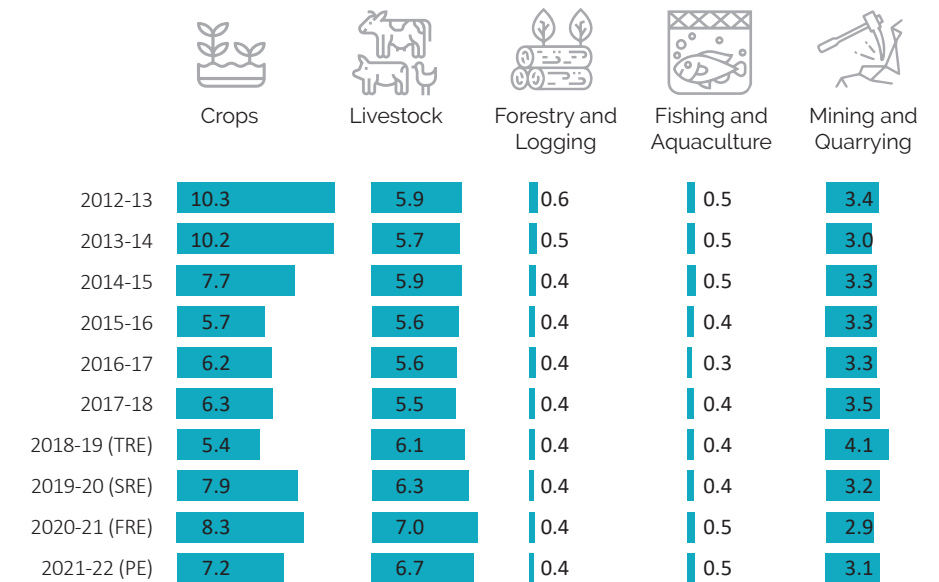 Crops Livestock Forestry and Fishing and Mining and
Logging Aquaculture Quarrying
2012-13 10.3 5.9 0.6 0.5 3.4
2013-14 10.2 5.7 0.5 0.5 3.0
2014-15 7.7 5.9 0.4 0.5 3.3
2015-16 5.7 5.6 0.4 0.4 3.3
2016-17 6.2 5.6 0.4 0.3 3.3
2017-18 6.3 5.5 0.4 0.4 3.5
2018-19 (TRE) 5.4 6.1 0.4 0.4 4.1
2019-20 (SRE) 7.9 6.3 0.4 0.4 3.2
2020-21 (FRE) 8.3 7.0 0.4 0.5 2.9
2021-22 (PE) 7.2 6.7 0.4 0.5 3.1